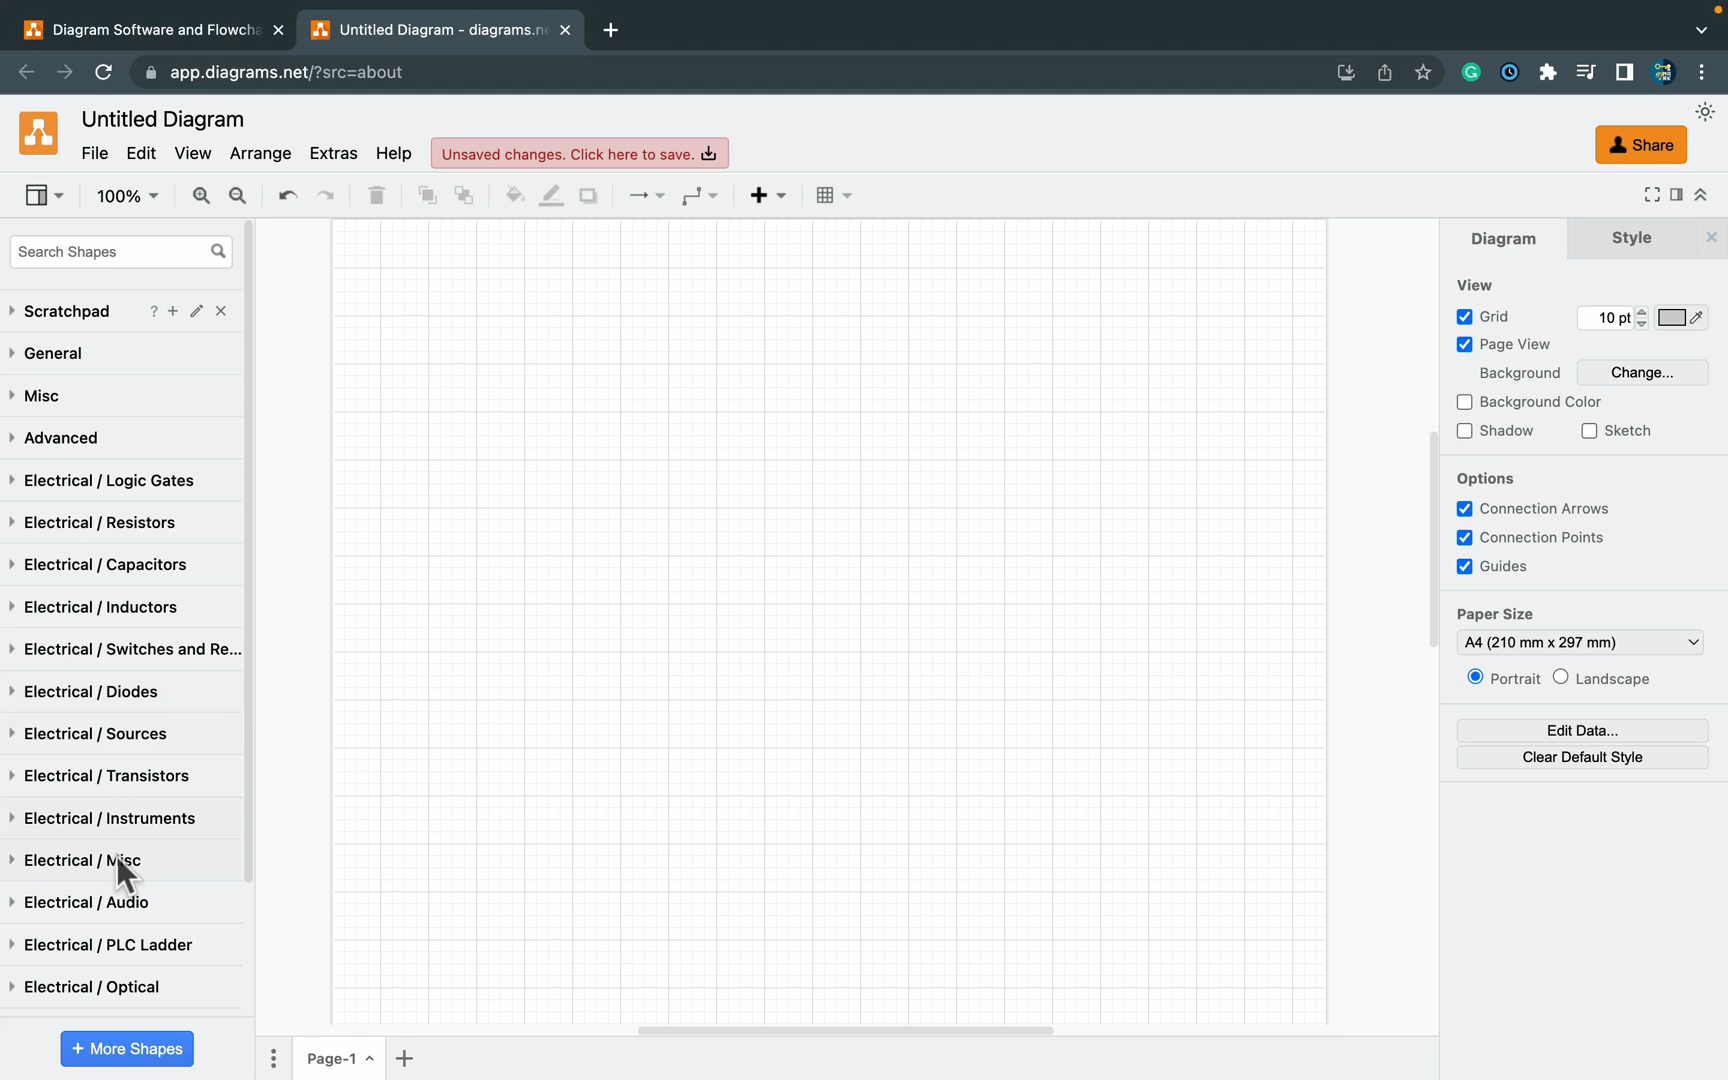 Diagram Software and Flowcha
Untitled Diagram - diagrams.ne
app.diagrams.net/?src=about
Untitled Diagram
File Edit View Arrange Extras Help Unsaved changes. Click here to save.
Share
100%
Search Shapes
Scratchpad ?
General
Misc
Advanced
Electrical / Logic Gates
Electrical / Resistors
Electrical / Capacitors
Electrical / Inductors
Electrical / Switches and Re...
Electrical / Diodes
Electrical / Sources
Electrical / Transistors
Electrical / Instruments
Electrical / Misc
Electrical / Audio
Electrical / PLC Ladder
Electrical / Optical
+ More Shapes
Page-1
Diagram Style
View
Grid 10 pt
Page View
Background Change...
Background Color
Shadow Sketch
Options
Connection Arrows
Connection Points
Guides
Paper Size
A4 (210 mm x 297 mm)
Portrait Landscape
Edit Data...
Clear Default Style